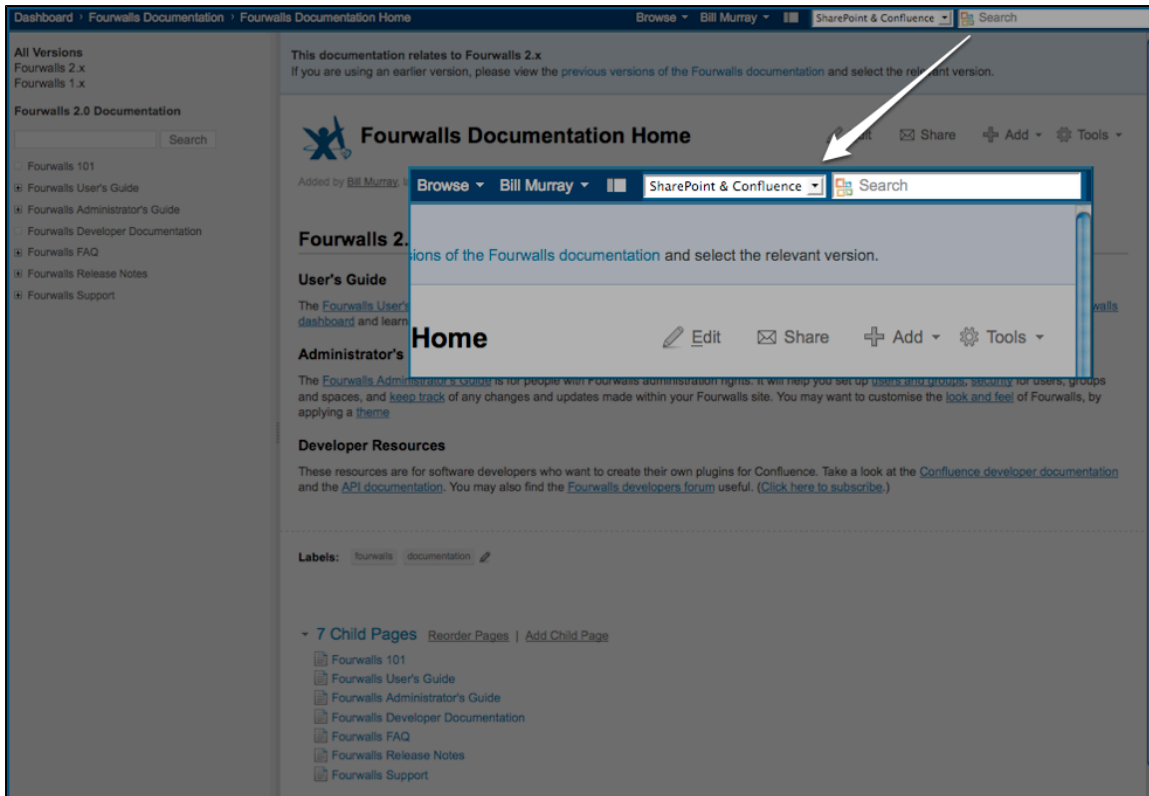 Dashboard › Fourwalls Documentation › Fourwalls Documentation Home
Browse Bill Murray SharePoint & Confluence Search
All Versions
Fourwalls 2.x
Fourwalls 1.x
Fourwalls 2.0 Documentation
Search
Fourwalls 101
Fourwalls User's Guide
Fourwalls Administrator's Guide
Fourwalls Developer Documentation
Fourwalls FAQ
Fourwalls Release Notes
Fourwalls Support
This documentation relates to Fourwalls 2.x
If you are using an earlier version, please view the previous versions of the Fourwalls documentation and select the relevant version.
Fourwalls Documentation Home
Share Add Tools
Added by Bill Murray,
Browse Bill Murray SharePoint & Confluence Search
sions of the Fourwalls documentation and select the relevant version.
Home Edit Share Add Tools
Fourwalls 2.
User's Guide
The Fourwalls User's walls
dashboard and learn
Administrator's
The Fourwalls Administrator's Guide is for people with Fourwalls administration rights. It will help you set up users and groups, security for users, groups
and spaces, and keep track of any changes and updates made within your Fourwalls site. You may want to customise the look and feel of Fourwalls, by
applying a theme
Developer Resources
These resources are for software developers who want to create their own plugins for Confluence. Take a look at the Confluence developer documentation
and the API documentation. You may also find the Fourwalls developers forum useful. (Click here to subscribe.)
Labels: fourwalls documentation
7 Child Pages Reorder Pages | Add Child Page
Fourwalls 101
Fourwalls User's Guide
Fourwalls Administrator's Guide
Fourwalls Developer Documentation
Fourwalls FAQ
Fourwalls Release Notes
Fourwalls Support